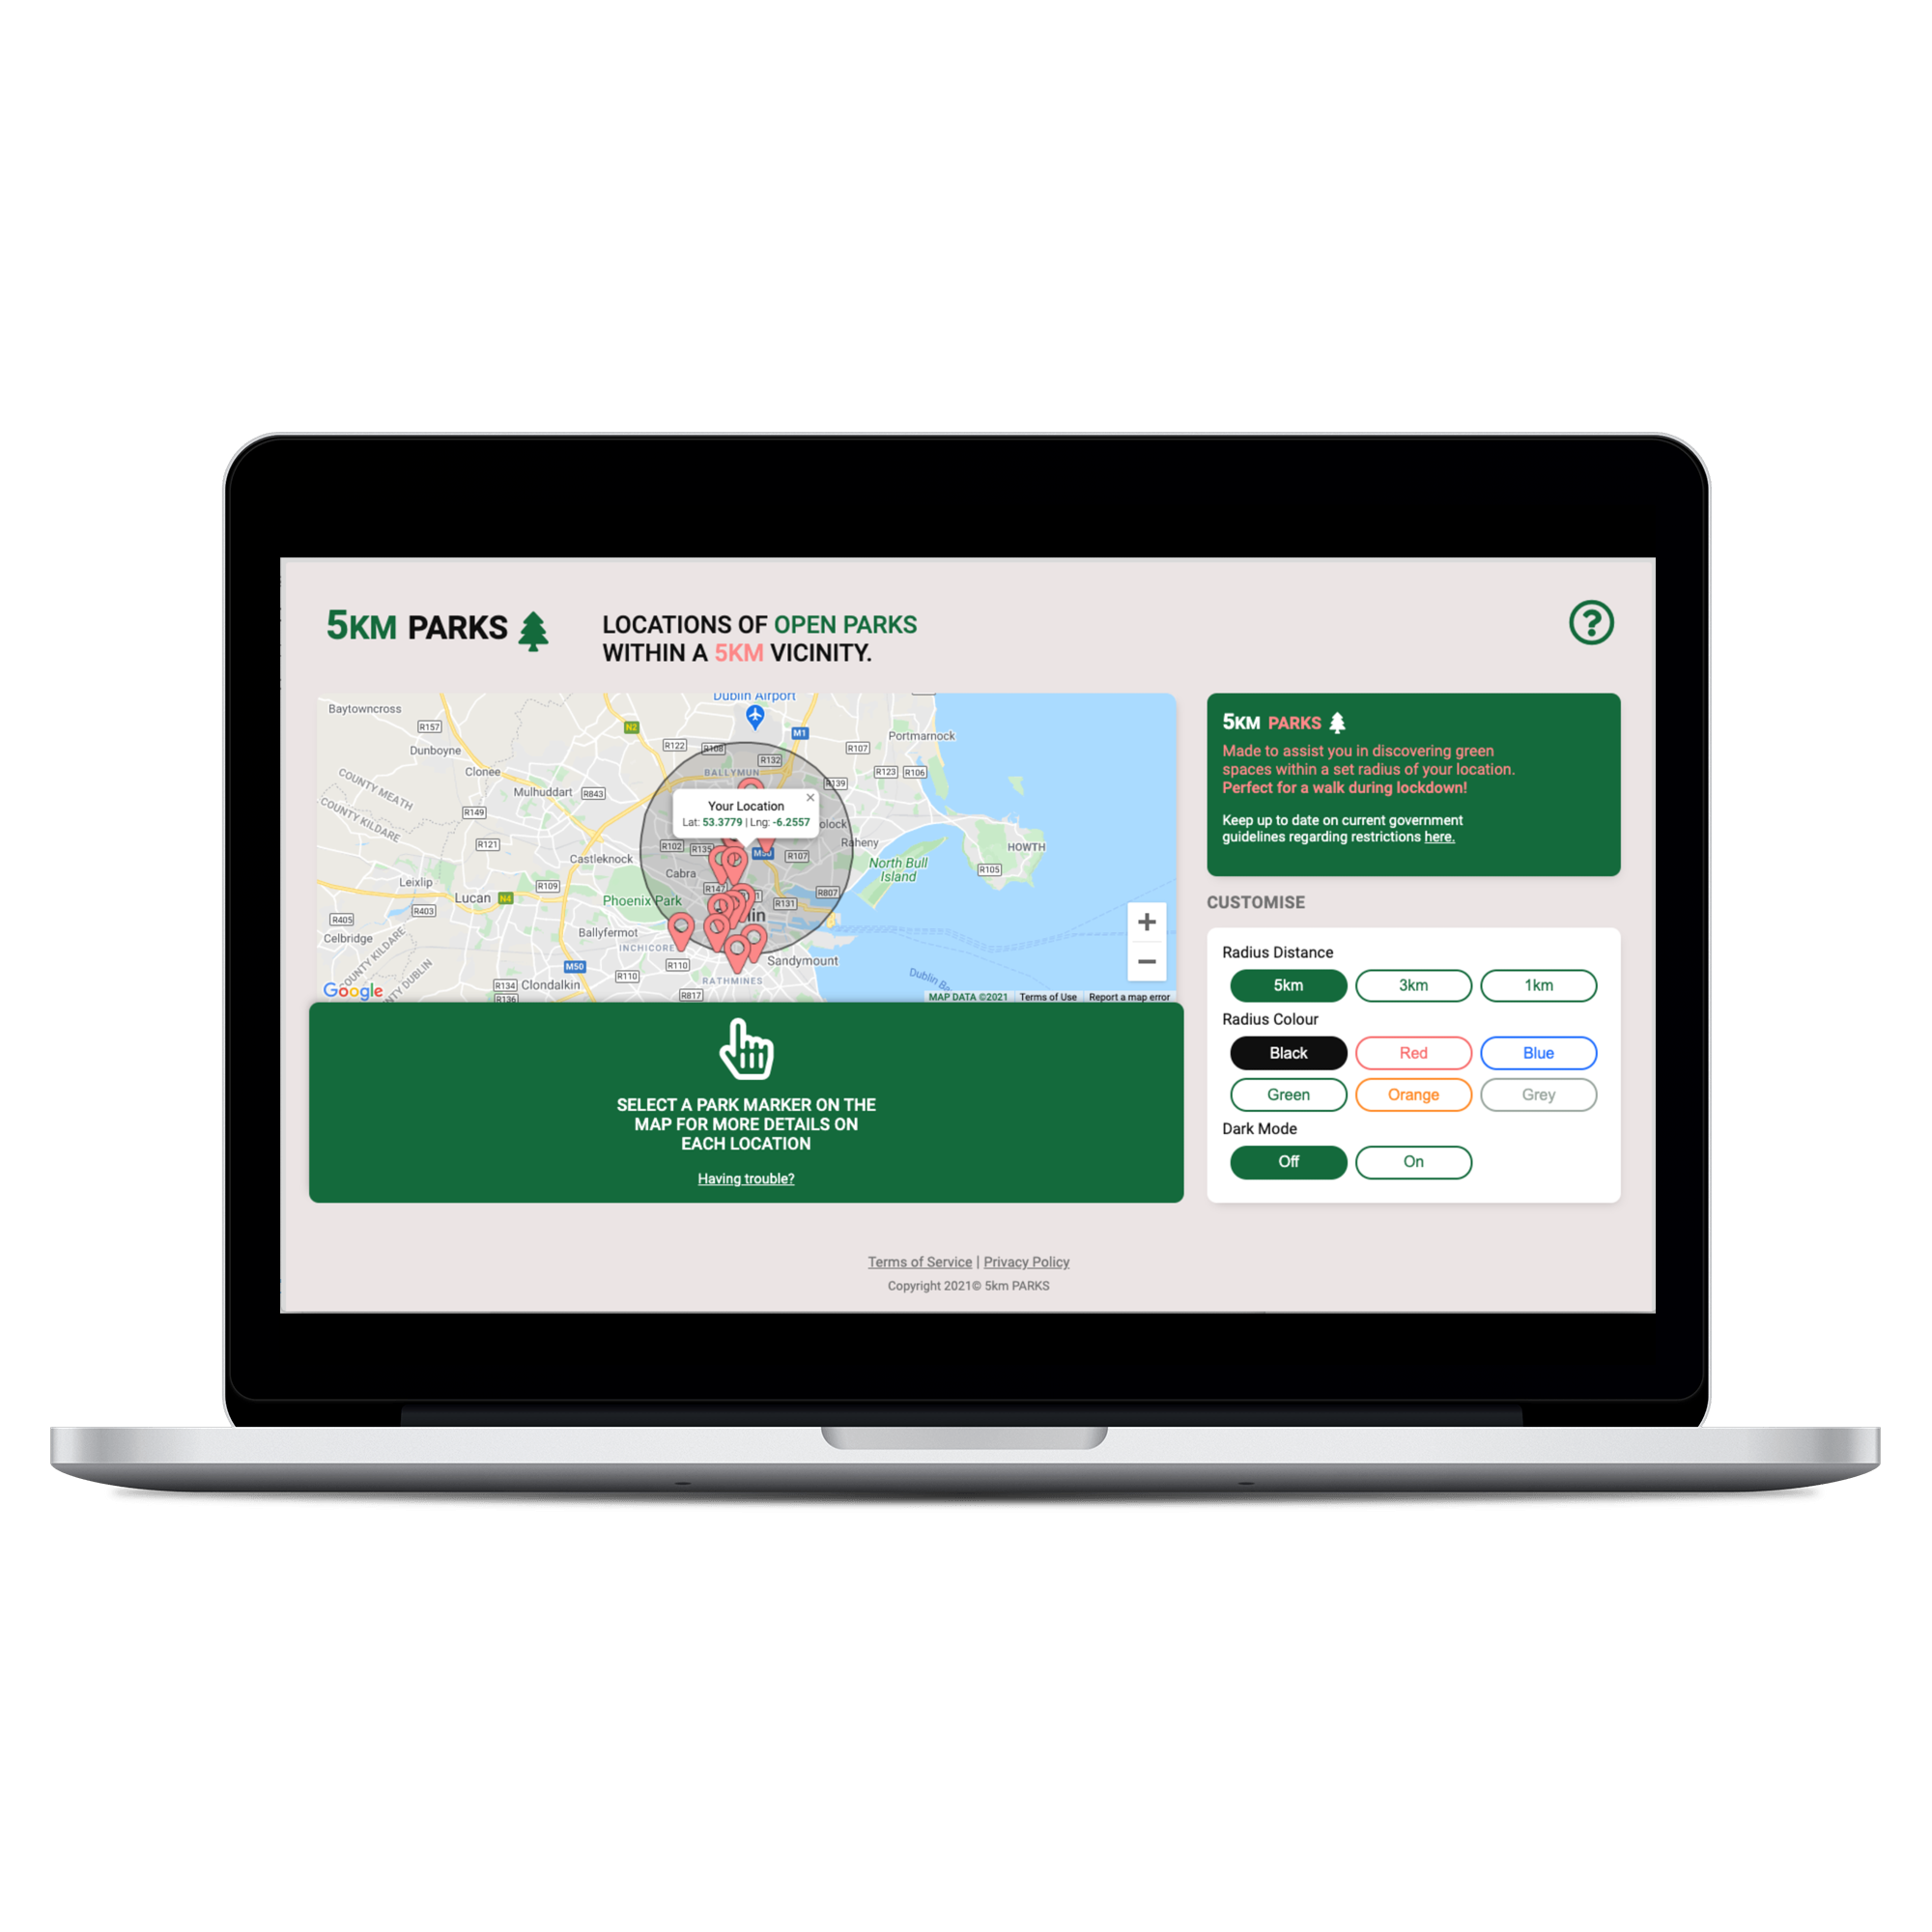 5KM PARKS
LOCATIONS OF OPEN PARKS
WITHIN A 5KM VICINITY.
Dublin Airport
Baytowncross
R157
N2
M1
Portmarnock
Dunboyne
R122
R108
R107
R132
Clonee
BALLYMUN
R123
R106
COUNTY MEATH
COUNTY KILDARE
Mulhuddart
R843
R139
Your Location
Lat: 53.3779 | Lng: -6.2557
R149
olock
R121
Raheny
HOWTH
R102
R135
M50
R107
Castleknock
North Bull
Island
R105
Cabra
Leixlip
R109
R147
R807
Lucan
N4
Phoenix Park
R131
R403
R405
lin
Celbridge
Ballyfermot
INCHICORE
COUNTY KILDARE
COUNTY DUBLIN
M50
R110
R110
Sandymount
RATHMINES
Dublin Ba
R134
Clondalkin
R136
R817
Google
MAP DATA ©2021
Terms of Use
Report a map error
SELECT A PARK MARKER ON THE
MAP FOR MORE DETAILS ON
EACH LOCATION
Having trouble?
5KM PARKS
Made to assist you in discovering green
spaces within a set radius of your location.
Perfect for a walk during lockdown!
Keep up to date on current government
guidelines regarding restrictions here.
CUSTOMISE
Radius Distance
5km 3km 1km
Radius Colour
Black Red Blue
Green Orange Grey
Dark Mode
Off On
Terms of Service | Privacy Policy
Copyright 2021© 5km PARKS